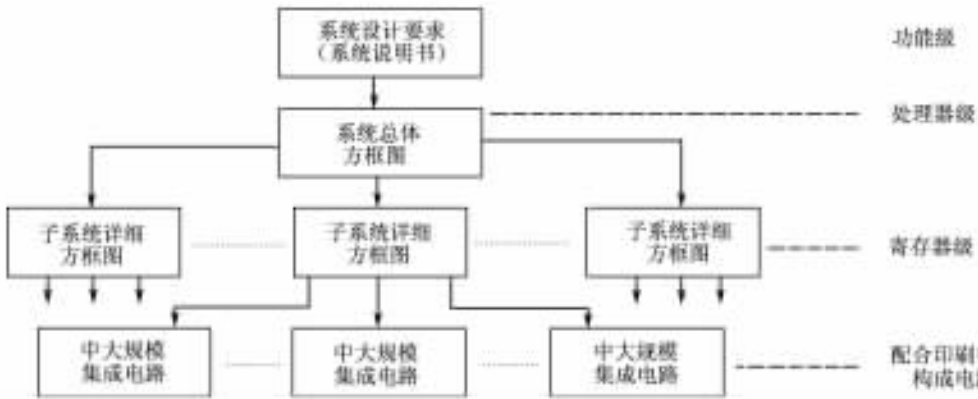 系统设计要求
(系统说明书)
功能级
系统总体
方框图
处理器级
子系统详细
方框图
子系统详细
方框图
子系统详细
方框图
寄存器级
中大规模
集成电路
中大规模
集成电路
中大规模
集成电路
配合印刷
构成电